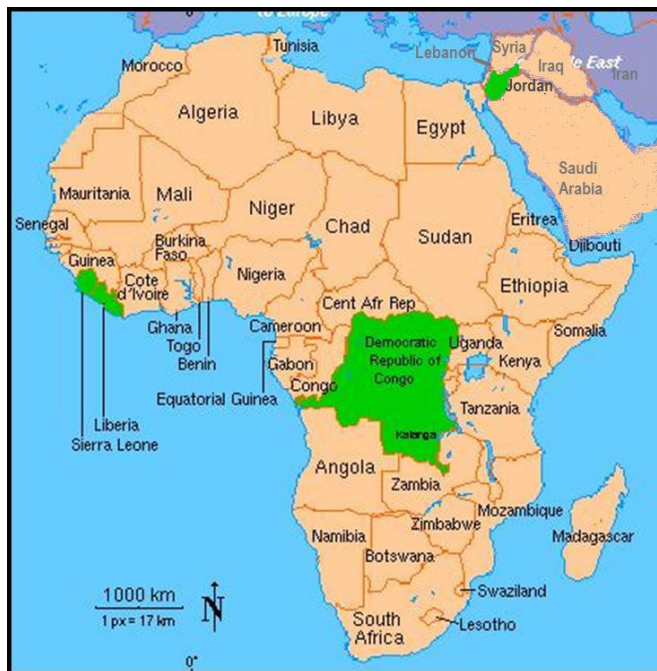 to Europe
Tunisia
Morocco
Lebanon
Syria
Iraq
le East
Iran
Jordan
Algeria
Libya
Egypt
Saudi
Arabia
Mauritania
Mali
Niger
Chad
Sudan
Eritrea
Djibouti
Senegal
Burkina
Faso
Guinea
Cote
d'Ivoire
Nigeria
Ethiopia
Cent Afr Rep
Somalia
Ghana
Togo
Benin
Cameroon
Gabon
Congo
Equatorial Guinea
Democratic
Republic of
Congo
Uganda
Kenya
Tanzania
Liberia
Sierra Leone
Katanga
Angola
Zambia
Mozambique
Zimbabwe
Madagascar
Namibia
Botswana
Swaziland
South
Africa
Lesotho
1000 km
1 px = 17 km
N
0°